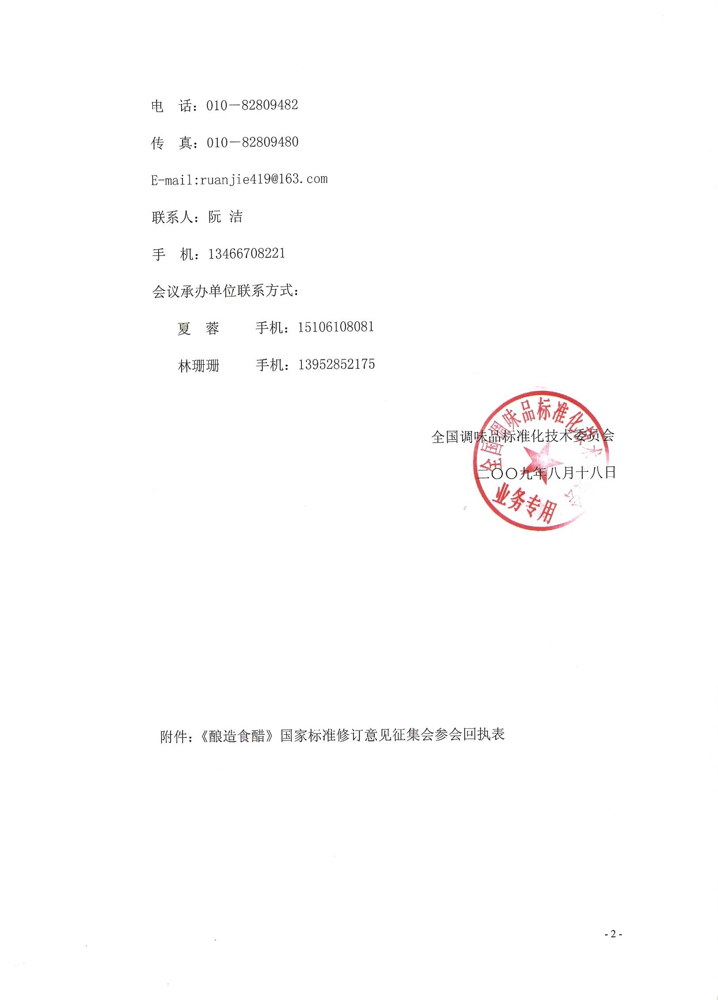 电　话：010－82809482
传　真：010－82809480
E-mail:ruanjie419@163.com
联系人：阮 洁
手　机：13466708221
会议承办单位联系方式：
夏　蓉　　手机：15106108081
林珊珊　　手机：13952852175
全国调味品标准化技术委员会
二〇〇九年八月十八日
全国调味品标准化技术 会
业务专用
附件：《酿造食醋》国家标准修订意见征集会参会回执表
- 2 -